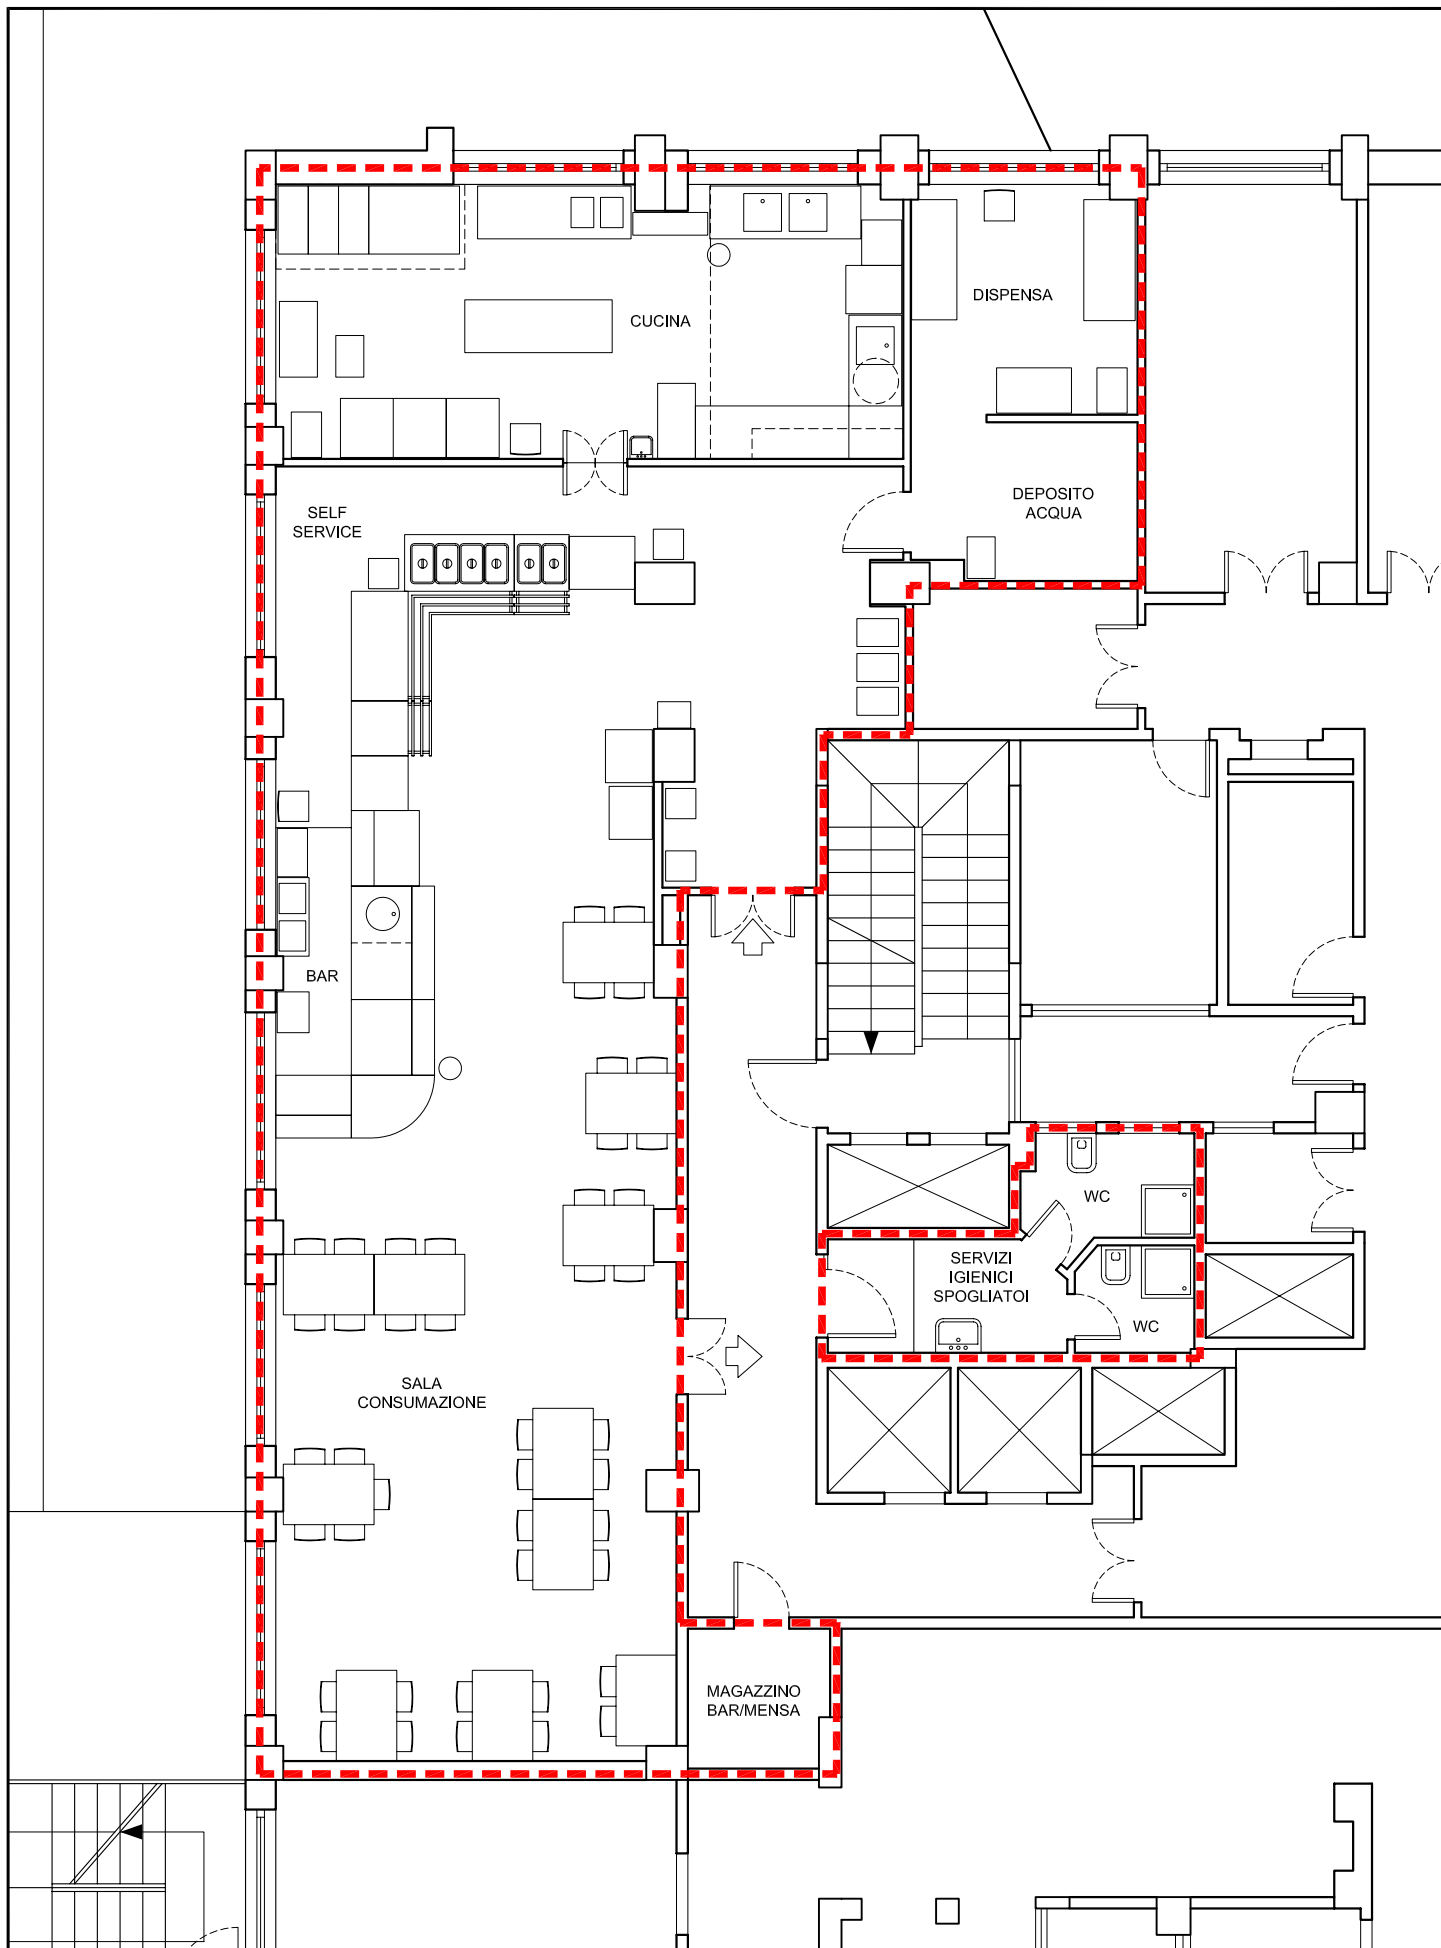 DISPENSA
CUCINA
DEPOSITO
ACQUA
SELF
SERVICE
BAR
WC
SERVIZI
IGIENICI
SPOGLIATOI
WC
SALA
CONSUMAZIONE
MAGAZZINO
BAR/MENSA